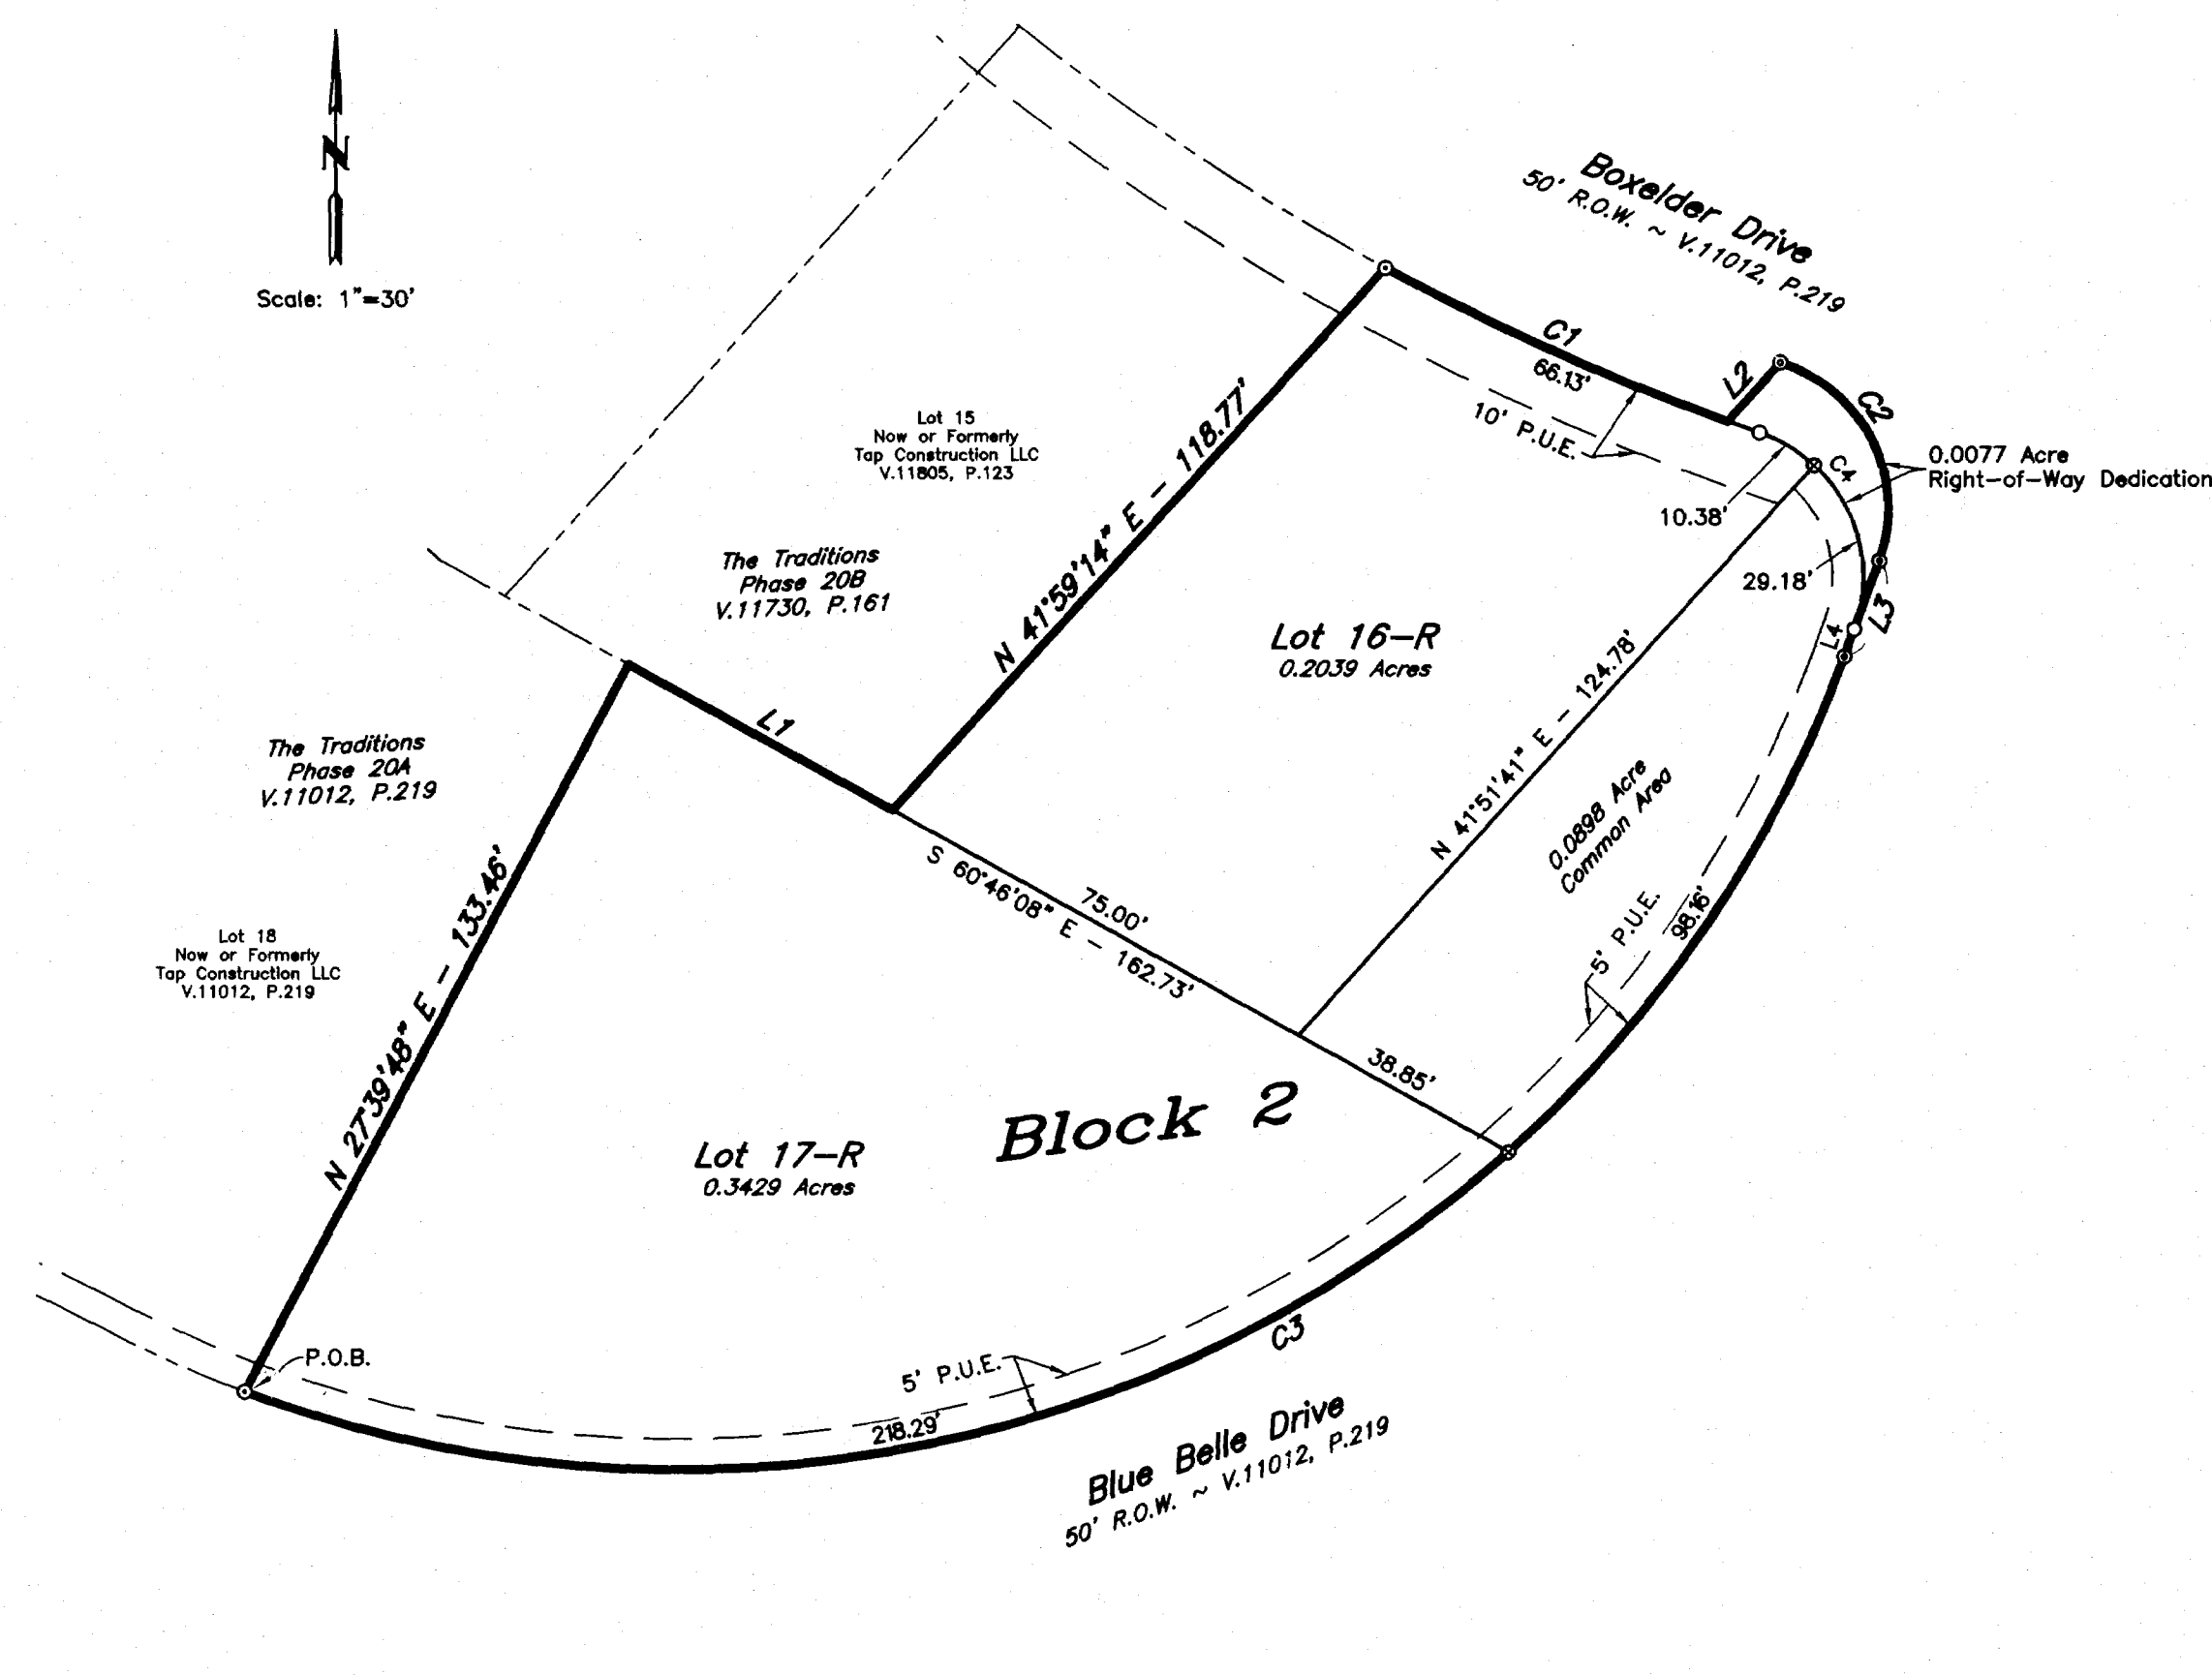 N
Scale: 1"=30'
Boxelder Drive
50' R.O.W. ~ V.11012, P.219
C1
66.13'
L2
C2
10' P.U.E.
C4
0.0077 Acre
Right-of-Way Dedication
10.38'
29.18'
L3
L4
Lot 15
Now or Formerly
Tap Construction LLC
V.11805, P.123
N 41°59'14" E - 118.77'
The Traditions
Phase 20B
V.11730, P.161
Lot 16-R
0.2039 Acres
N 41°51'41" E - 124.78'
L1
The Traditions
Phase 20A
V.11012, P.219
0.0898 Acre
Common Area
N 27°39'48" E - 133.46'
75.00'
S 60°46'08" E - 162.73'
5' P.U.E.
98.16'
Lot 18
Now or Formerly
Tap Construction LLC
V.11012, P.219
38.85'
Block 2
Lot 17-R
0.3429 Acres
P.O.B.
C3
5' P.U.E.
218.29'
Blue Belle Drive
50' R.O.W. ~ V.11012, P.219